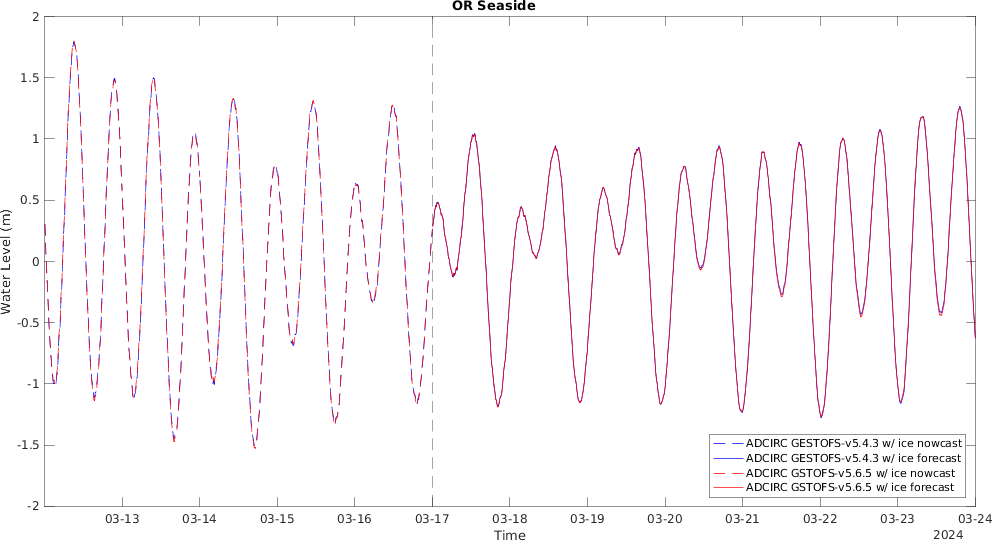 OR Seaside
Water Level (m)
2
1.5
1
0.5
0
-0.5
-1
-1.5
-2
ADCIRC GESTOFS-v5.4.3 w/ ice nowcast
ADCIRC GESTOFS-v5.4.3 w/ ice forecast
ADCIRC GSTOFS-v5.6.5 w/ ice nowcast
ADCIRC GSTOFS-v5.6.5 w/ ice forecast
03-13 03-14 03-15 03-16 03-17 03-18 03-19 03-20 03-21 03-22 03-23 03-24
Time
2024